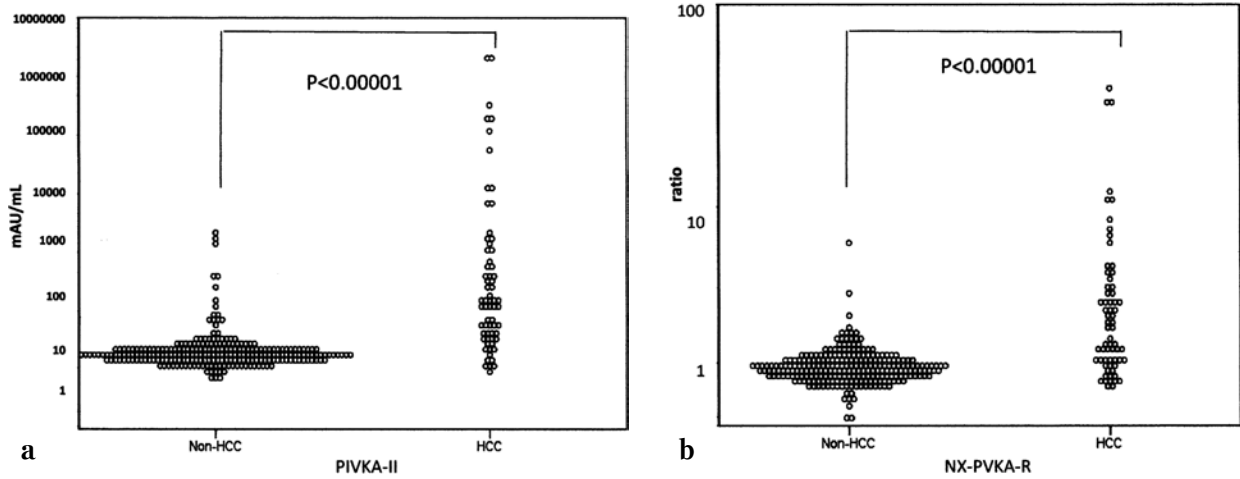 10000000
1000000
100000
10000
1000
100
10
1
mAU/mL
P<0.00001
Non-HCC
HCC
PIVKA-II
a
100
10
1
ratio
P<0.00001
Non-HCC
HCC
NX-PVKA-R
b